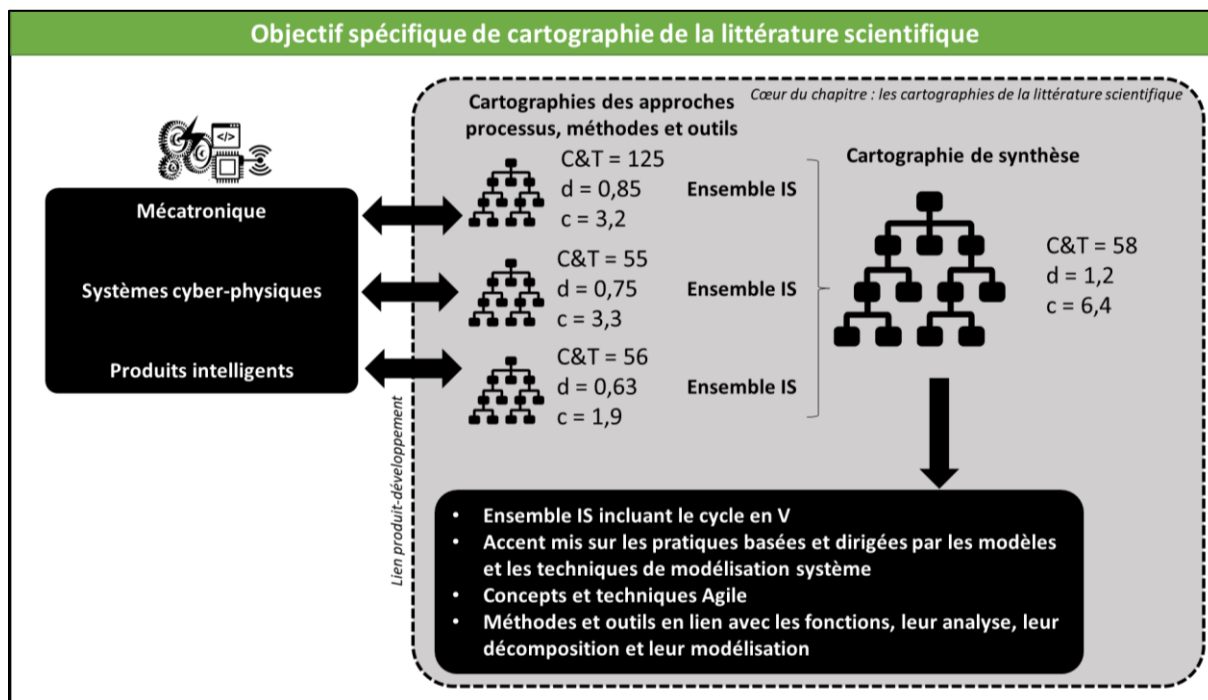 Objectif spécifique de cartographie de la littérature scientifique
Cœur du chapitre : les cartographies de la littérature scientifique
Cartographies des approches
processus, méthodes et outils
</>
Mécatronique
Systèmes cyber-physiques
Produits intelligents
Lien produit-développement
C&T = 125
d = 0,85
c = 3,2
Ensemble IS
C&T = 55
d = 0,75
c = 3,3
Ensemble IS
C&T = 56
d = 0,63
c = 1,9
Ensemble IS
Cartographie de synthèse
C&T = 58
d = 1,2
c = 6,4
• Ensemble IS incluant le cycle en V
• Accent mis sur les pratiques basées et dirigées par les modèles
et les techniques de modélisation système
• Concepts et techniques Agile
• Méthodes et outils en lien avec les fonctions, leur analyse, leur
décomposition et leur modélisation